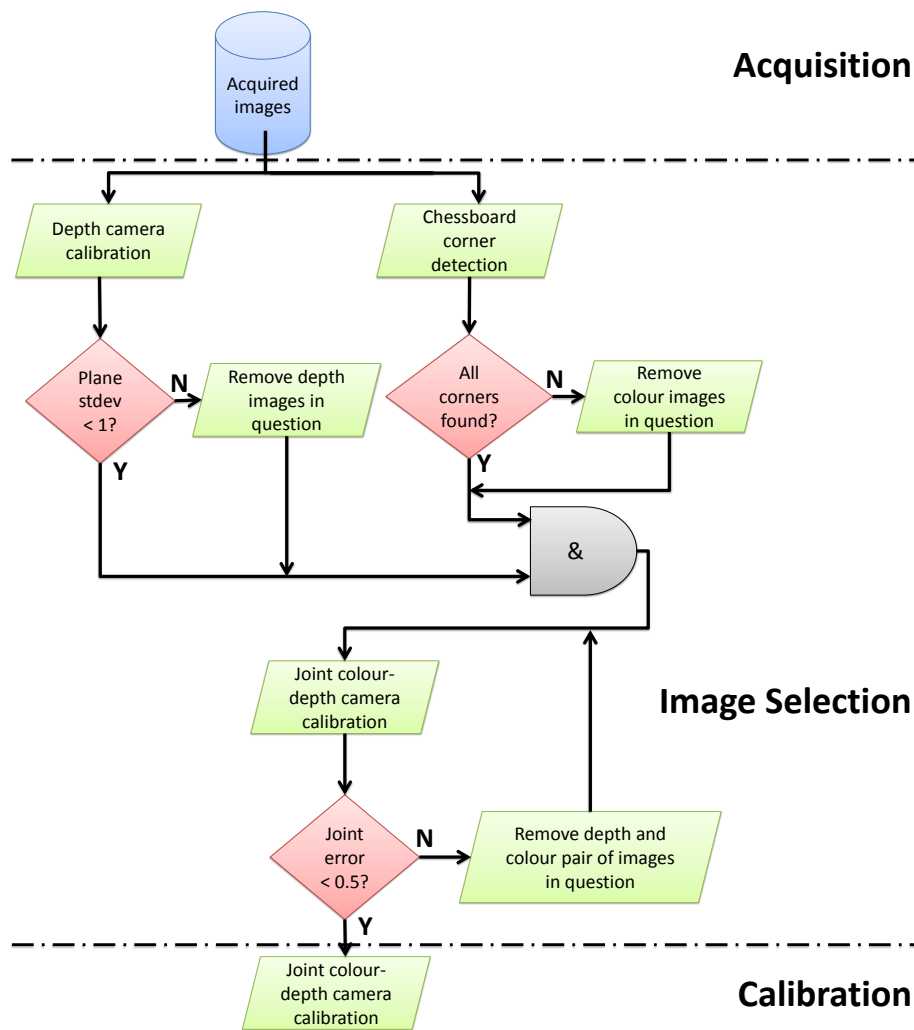 Acquired
images
Acquisition
Depth camera
calibration
Chessboard
corner
detection
Plane
stdev
< 1?
N
Remove depth
images in
question
Y
All
corners
found?
N
Remove
colour images
in question
Y
&
Joint colour-
depth camera
calibration
Image Selection
Joint
error
< 0.5?
N
Remove depth and
colour pair of images
in question
Y
Joint colour-
depth camera
calibration
Calibration